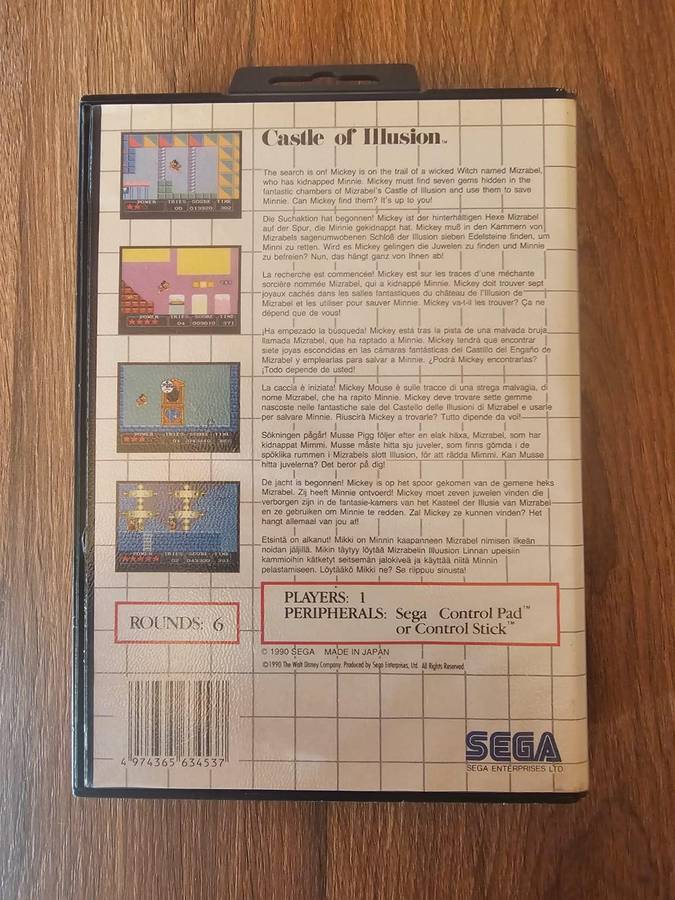 Castle of Illusion™
The search is on! Mickey is on the trail of a wicked Witch named Mizrabel,
who has kidnapped Minnie. Mickey must find seven gems hidden in the
fantastic chambers of Mizrabel's Castle of Illusion and use them to save
Minnie. Can Mickey find them? It's up to you!
Die Suchaktion hat begonnen! Mickey ist der hinterhältigen Hexe Mizrabel
auf der Spur, die Minnie gekidnappt hat. Mickey muß in den Kammern von
Mizrabels sagenumwobenen Schloß der Illusion sieben Edelsteine finden, um
Minni zu retten. Wird es Mickey gelingen die Juwelen zu finden und Minnie
zu befreien? Nun, das hängt ganz von Ihnen ab!
La recherche est commencée! Mickey est sur les traces d'une méchante
sorcière nommée Mizrabel, qui a kidnappé Minnie. Mickey doit trouver sept
joyaux cachés dans les salles fantastiques du château de l'Illusion de
Mizrabel et les utiliser pour sauver Minnie. Mickey va-t-il les trouver? Ça ne
dépend que de vous!
¡Ha empezado la búsqueda! Mickey está tras la pista de una malvada bruja
llamada Mizrabel, que ha raptado a Minnie. Mickey tendrá que encontrar
siete joyas escondidas en las cámaras fantásticas del Castillo del Engaño de
Mizrabel y emplearlas para salvar a Minnie. ¿Podrá Mickey encontrarlas?
¡Todo depende de usted!
La caccia è iniziata! Mickey Mouse è sulle tracce di una strega malvagia, di
nome Mizrabel, che ha rapito Minnie. Mickey deve trovare sette gemme
nascoste nelle fantastiche sale del Castello delle Illusioni di Mizrabel e usarle
per salvare Minnie. Riuscirà Mickey a trovarle? Tutto dipende da voi!
Sökningen pågår! Musse Pigg följer efter en elak häxa, Mizrabel, som har
kidnappat Mimmi. Musse måste hitta sju juveler, som finns gömda i de
spöklika rummen i Mizrabels slott Illusion, för att rädda Mimmi. Kan Musse
hitta juvelerna? Det beror på dig!
De jacht is begonnen! Mickey is op het spoor gekomen van de gemene heks
Mizrabel. Zij heeft Minnie ontvoerd! Mickey moet zeven juwelen vinden die
verborgen zijn in de fantasie-kamers van het Kasteel der Illusie van Mizrabel
en ze gebruiken om Minnie te redden. Zal Mickey ze kunnen vinden? Het
hangt allemaal van jou af!
Etsintä on alkanut! Mikki on Minnin kaapanneen Mizrabel nimisen ilkeän
noidan jäljillä. Mikin täytyy löytää Mizrabelin Illuusion Linnan upeisiin
kammioihin kätketyt seitsemän jalokiveä ja käyttää niitä Minnin
pelastamiseen. Löytääkö Mikki ne? Se riippuu sinusta!
POWER TRIES SCORE TIME
POWER TRIES SCORE TIME
POWER TRIES SCORE TIME
POWER TRIES SCORE TIME
ROUNDS: 6
PLAYERS: 1
PERIPHERALS: Sega Control Pad™
or Control Stick™
© 1990 SEGA MADE IN JAPAN
©1990 The Walt Disney Company. Produced by Sega Enterprises, Ltd. All Rights Reserved.
4 974365 634537
SEGA
SEGA ENTERPRISES LTD.